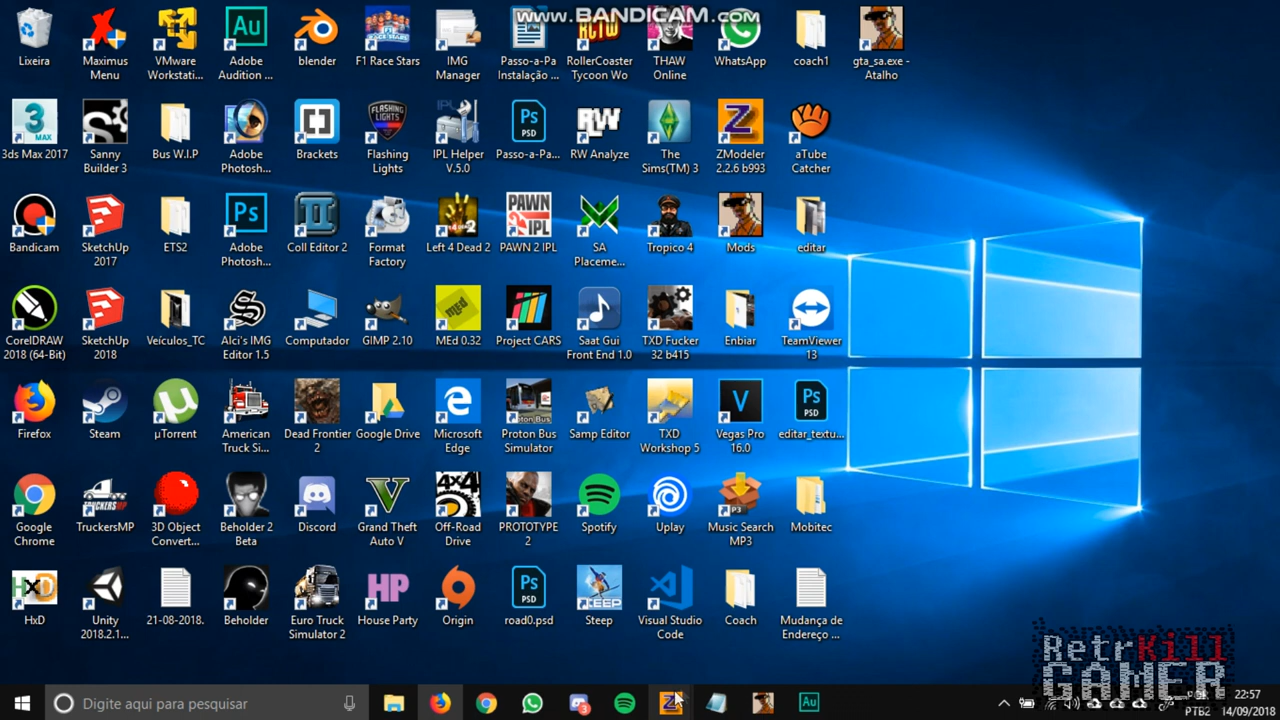 www.BANDICAM.com
Lixeira
Maximus
Menu
VMware
Workstati...
Adobe
Audition ...
blender
F1 Race Stars
IMG
Manager
Passo-a-Pa
Instalação ...
RollerCoaster
Tycoon Wo
THAW
Online
WhatsApp
coach1
gta_sa.exe -
Atalho
3ds Max 2017
Sanny
Builder 3
Bus W.I.P
Adobe
Photosh...
Brackets
Flashing
Lights
IPL Helper
V.5.0
Passo-a-Pa...
RW Analyze
The
Sims(TM) 3
ZModeler
2.2.6 b993
aTube
Catcher
Bandicam
SketchUp
2017
ETS2
Adobe
Photosh...
Coll Editor 2
Format
Factory
Left 4 Dead 2
PAWN 2 IPL
SA
Placeme...
Tropico 4
Mods
editar
CorelDRAW
2018 (64-Bit)
SketchUp
2018
Veículos_TC
Alci's IMG
Editor 1.5
Computador
GIMP 2.10
MEd 0.32
Project CARS
Saat Gui
Front End 1.0
TXD Fucker
32 b415
Enbiar
TeamViewer
13
Firefox
Steam
µTorrent
American
Truck Si...
Dead Frontier
2
Google Drive
Microsoft
Edge
Proton Bus
Simulator
Samp Editor
TXD
Workshop 5
Vegas Pro
16.0
editar_textu...
Google
Chrome
TruckersMP
3D Object
Convert...
Beholder 2
Beta
Discord
Grand Theft
Auto V
Off-Road
Drive
PROTOTYPE
2
Spotify
Uplay
Music Search
MP3
Mobitec
HxD
Unity
2018.2.1...
21-08-2018.
Beholder
Euro Truck
Simulator 2
House Party
Origin
road0.psd
Steep
Visual Studio
Code
Coach
Mudança de
Endereço ...
RetrKill
GAMER
Digite aqui para pesquisar
22:57
PTB2 14/09/2018